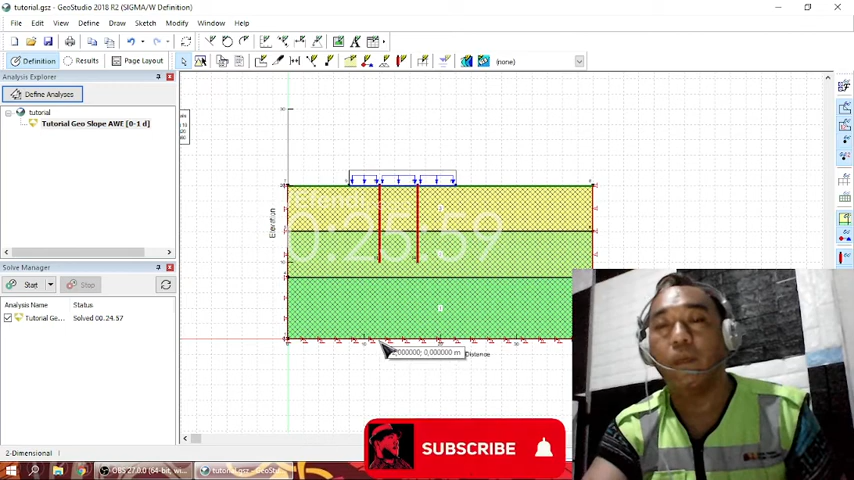 tutorial.gsz - GeoStudio 2018 R2 (SIGMA/W Definition)
File Edit View Define Draw Sketch Modify Window Help
Definition Results Page Layout (none)
Analysis Explorer
Define Analyses
tutorial
Tutorial Geo Slope AWE [0-1 d]
Solve Manager
Start Stop
Analysis Name Status
Tutorial Ge... Solved 00.24.57
0:25:59
Elevation
0,000000 m
Distance
SUBSCRIBE
2-Dimensional
OBS 27.0.0 (64-bit, wi...
tutorial.gsz - GeoSt...